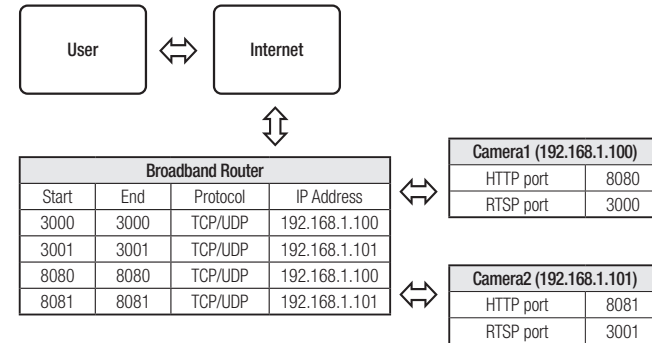 User
Internet
Broadband Router
Start End Protocol IP Address
3000 3000 TCP/UDP 192.168.1.100
3001 3001 TCP/UDP 192.168.1.101
8080 8080 TCP/UDP 192.168.1.100
8081 8081 TCP/UDP 192.168.1.101
Camera1 (192.168.1.100)
HTTP port 8080
RTSP port 3000
Camera2 (192.168.1.101)
HTTP port 8081
RTSP port 3001